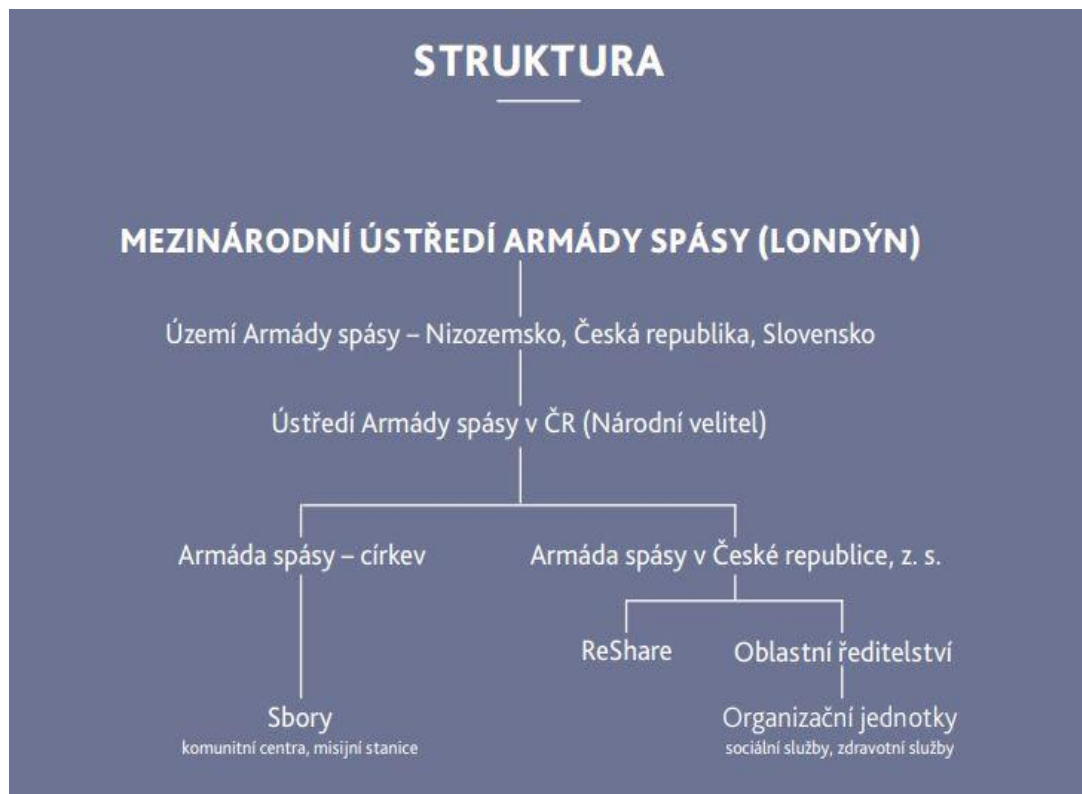 STRUKTURA
MEZINÁRODNÍ ÚSTŘEDÍ ARMÁDY SPÁSY (LONDÝN)
Území Armády spásy – Nizozemsko, Česká republika, Slovensko
Ústředí Armády spásy v ČR (Národní velitel)
Armáda spásy – církev
Armáda spásy v České republice, z. s.
ReShare
Oblastní ředitelství
Sbory
komunitní centra, misijní stanice
Organizační jednotky
sociální služby, zdravotní služby